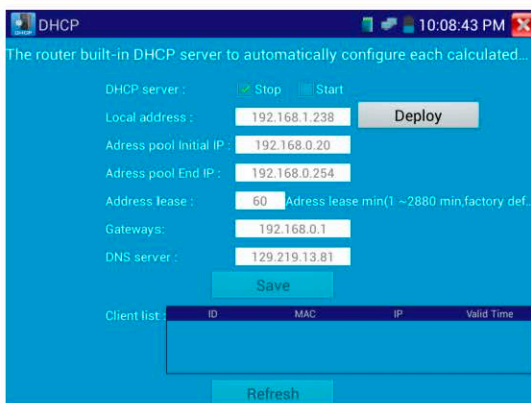 DHCP 10:08:43 PM
The router built-in DHCP server to automatically configure each calculated...
DHCP server : Stop Start
Local address : 192.168.1.238 Deploy
Adress pool Initial IP : 192.168.0.20
Adress pool End IP : 192.168.0.254
Address lease : 60 Adress lease min(1 ~2880 min,factory def..
Gateways: 192.168.0.1
DNS server : 129.219.13.81
Save
Client list : ID MAC IP Valid Time
Refresh